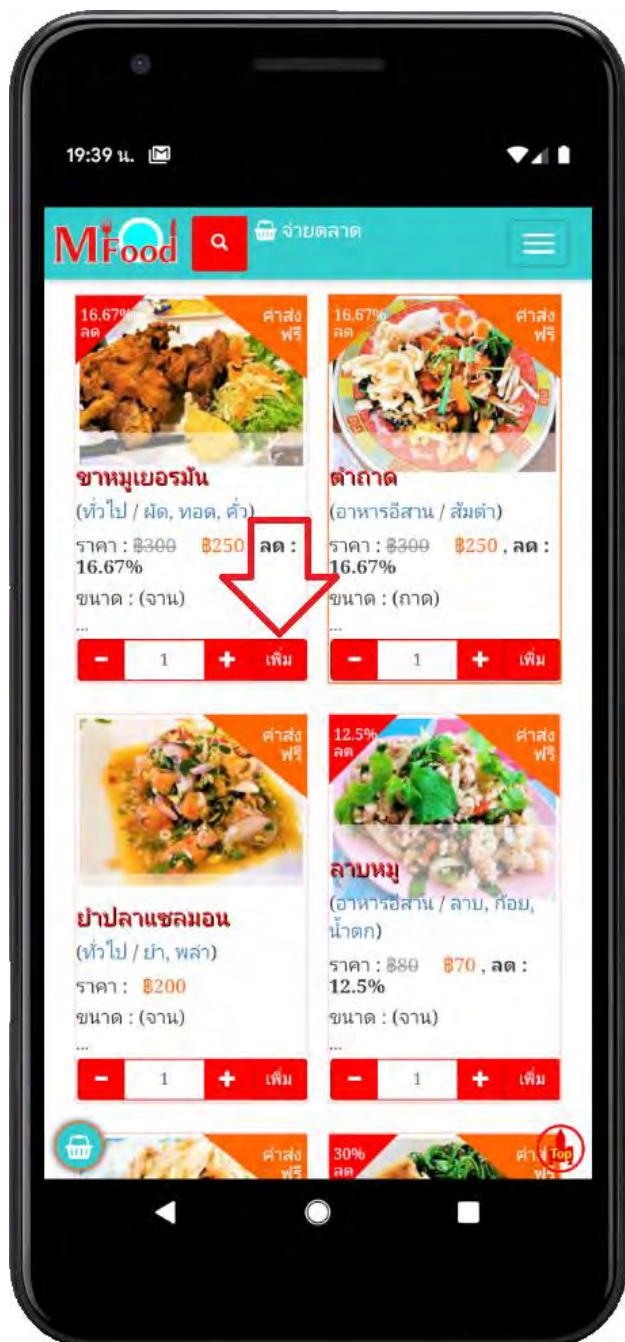 19:39 น.
MFood
จ่ายตลาด
16.67%
ลด
ค่าส่ง
ฟรี
ขาหมูเยอรมัน
(ทั่วไป / ผัด, ทอด, คั่ว)
ราคา : ฿300 ฿250 ลด :
16.67%
ขนาด : (จาน)
...
− 1 + เพิ่ม
16.67%
ลด
ค่าส่ง
ฟรี
ตำถาด
(อาหารอีสาน / ส้มตำ)
ราคา : ฿300 ฿250 , ลด :
16.67%
ขนาด : (ถาด)
...
− 1 + เพิ่ม
ค่าส่ง
ฟรี
ยำปลาแซลมอน
(ทั่วไป / ยำ, พล่า)
ราคา : ฿200
ขนาด : (จาน)
...
− 1 + เพิ่ม
12.5%
ลด
ค่าส่ง
ฟรี
ลาบหมู
(อาหารอีสาน / ลาบ, ก้อย,
น้ำตก)
ราคา : ฿80 ฿70 , ลด :
12.5%
ขนาด : (จาน)
...
− 1 + เพิ่ม
ค่าส่ง
ฟรี
30%
ลด
Top